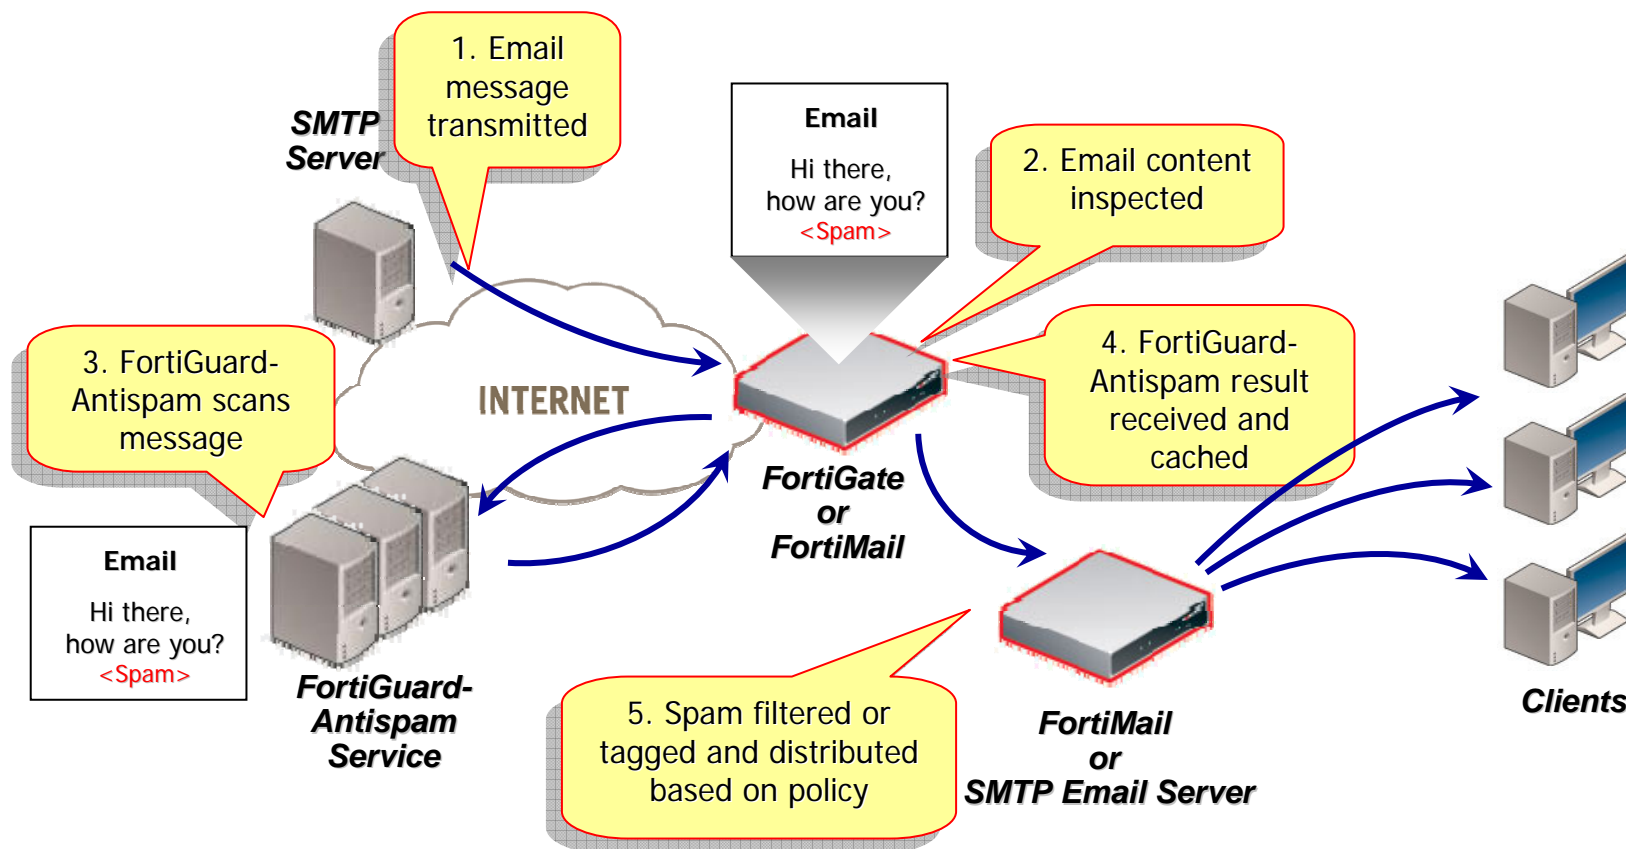 1. Email
message
transmitted
SMTP
Server
Email
Hi there,
how are you?
<Spam>
2. Email content
inspected
3. FortiGuard-
Antispam scans
message
INTERNET
4. FortiGuard-
Antispam result
received and
cached
FortiGate
or
FortiMail
Email
Hi there,
how are you?
<Spam>
FortiGuard-
Antispam
Service
5. Spam filtered or
tagged and distributed
based on policy
FortiMail
or
SMTP Email Server
Clients